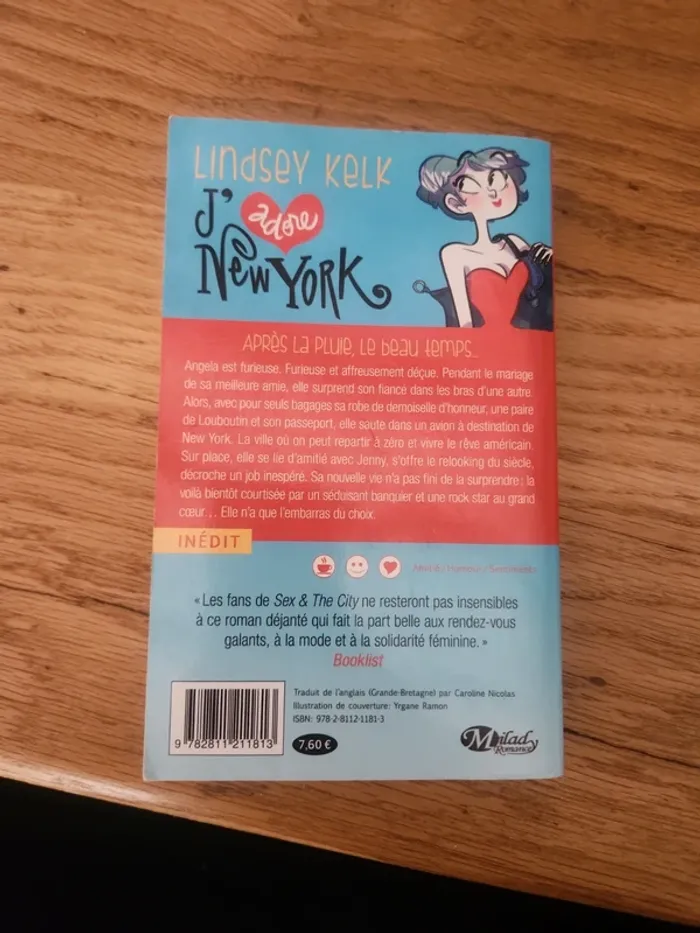 Lindsey Kelk
J'adore
New York
Après la pluie, le beau temps...
Angela est furieuse. Furieuse et affreusement déçue. Pendant le mariage
de sa meilleure amie, elle surprend son fiancé dans les bras d'une autre.
Alors, avec pour seuls bagages sa robe de demoiselle d'honneur, une paire
de Louboutin et son passeport, elle saute dans un avion à destination de
New York. La ville où on peut repartir à zéro et vivre le rêve américain.
Sur place, elle se lie d'amitié avec Jenny, s'offre le relooking du siècle,
décroche un job inespéré. Sa nouvelle vie n'a pas fini de la surprendre : la
voilà bientôt courtisée par un séduisant banquier et une rock star au grand
cœur... Elle n'a que l'embarras du choix.
INÉDIT
Amitié / Humour / Sentiments
« Les fans de Sex & The City ne resteront pas insensibles
à ce roman déjanté qui fait la part belle aux rendez-vous
galants, à la mode et à la solidarité féminine. »
Booklist
Traduit de l'anglais (Grande-Bretagne) par Caroline Nicolas
Illustration de couverture: Yrgane Ramon
ISBN: 978-2-8112-1181-3
9 782811 211813
7,60 €
Milady
Romance